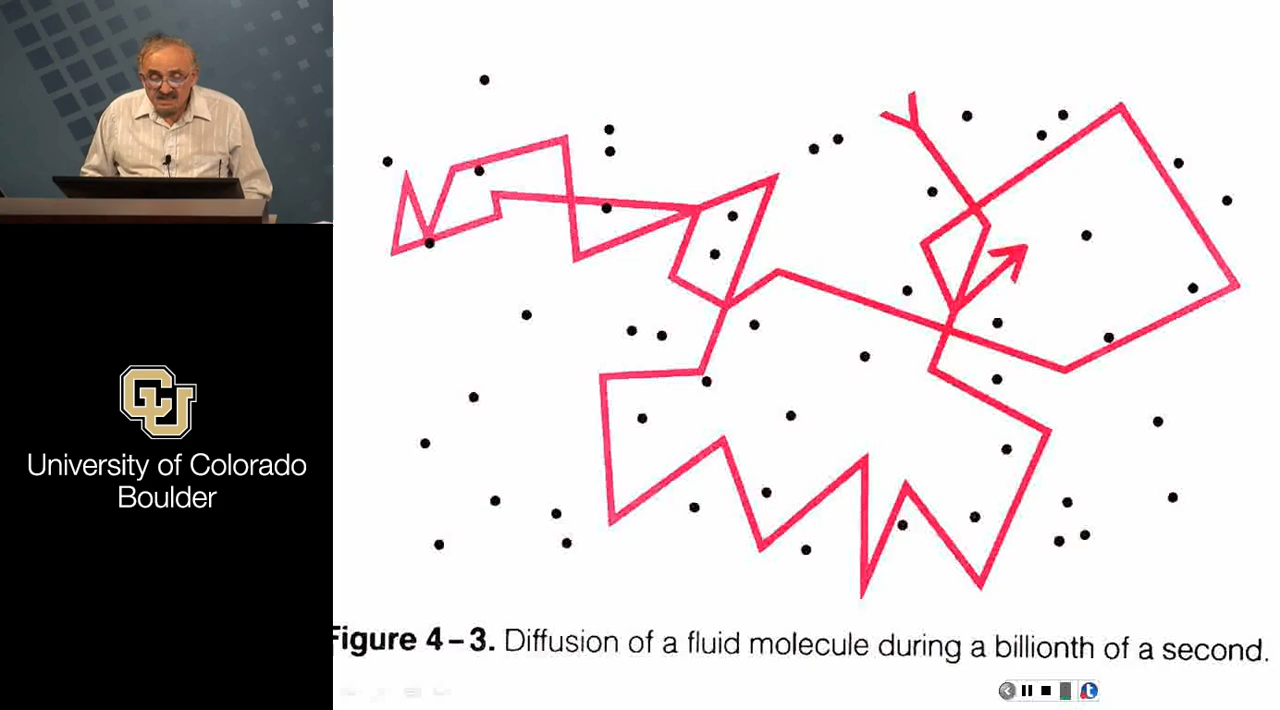 University of Colorado
Boulder
Figure 4–3. Diffusion of a fluid molecule during a billionth of a second.